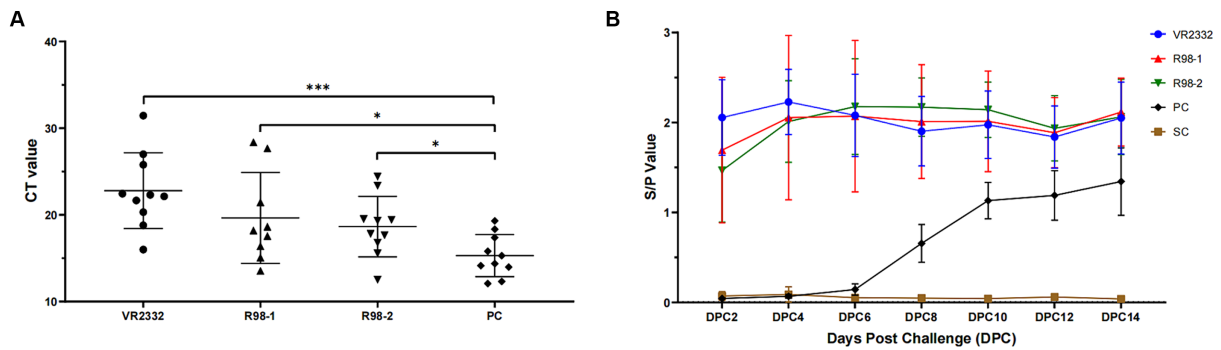 A
CT value
40
30
20
10
***
*
*
VR2332
R98-1
R98-2
PC
B
S/P Value
3
2
1
0
DPC2
DPC4
DPC6
DPC8
DPC10
DPC12
DPC14
Days Post Challenge (DPC)
VR2332
R98-1
R98-2
PC
SC